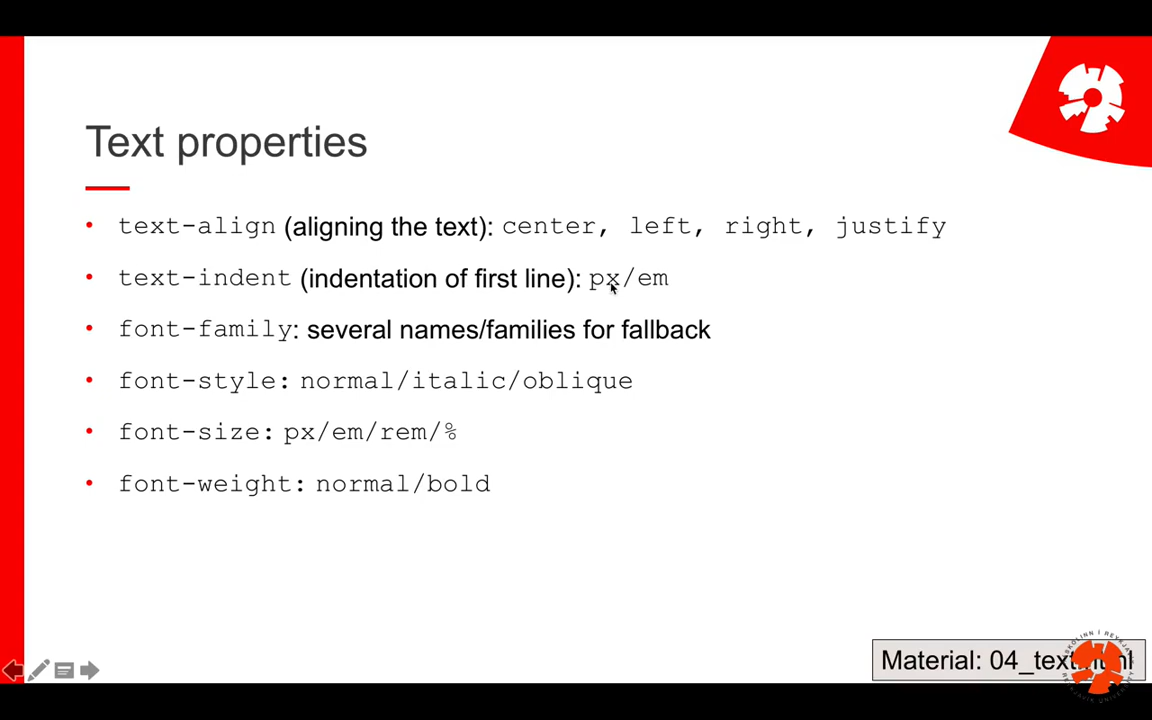 Text properties
• text-align (aligning the text): center, left, right, justify
• text-indent (indentation of first line): px/em
• font-family: several names/families for fallback
• font-style: normal/italic/oblique
• font-size: px/em/rem/%
• font-weight: normal/bold
Material: 04_text.html